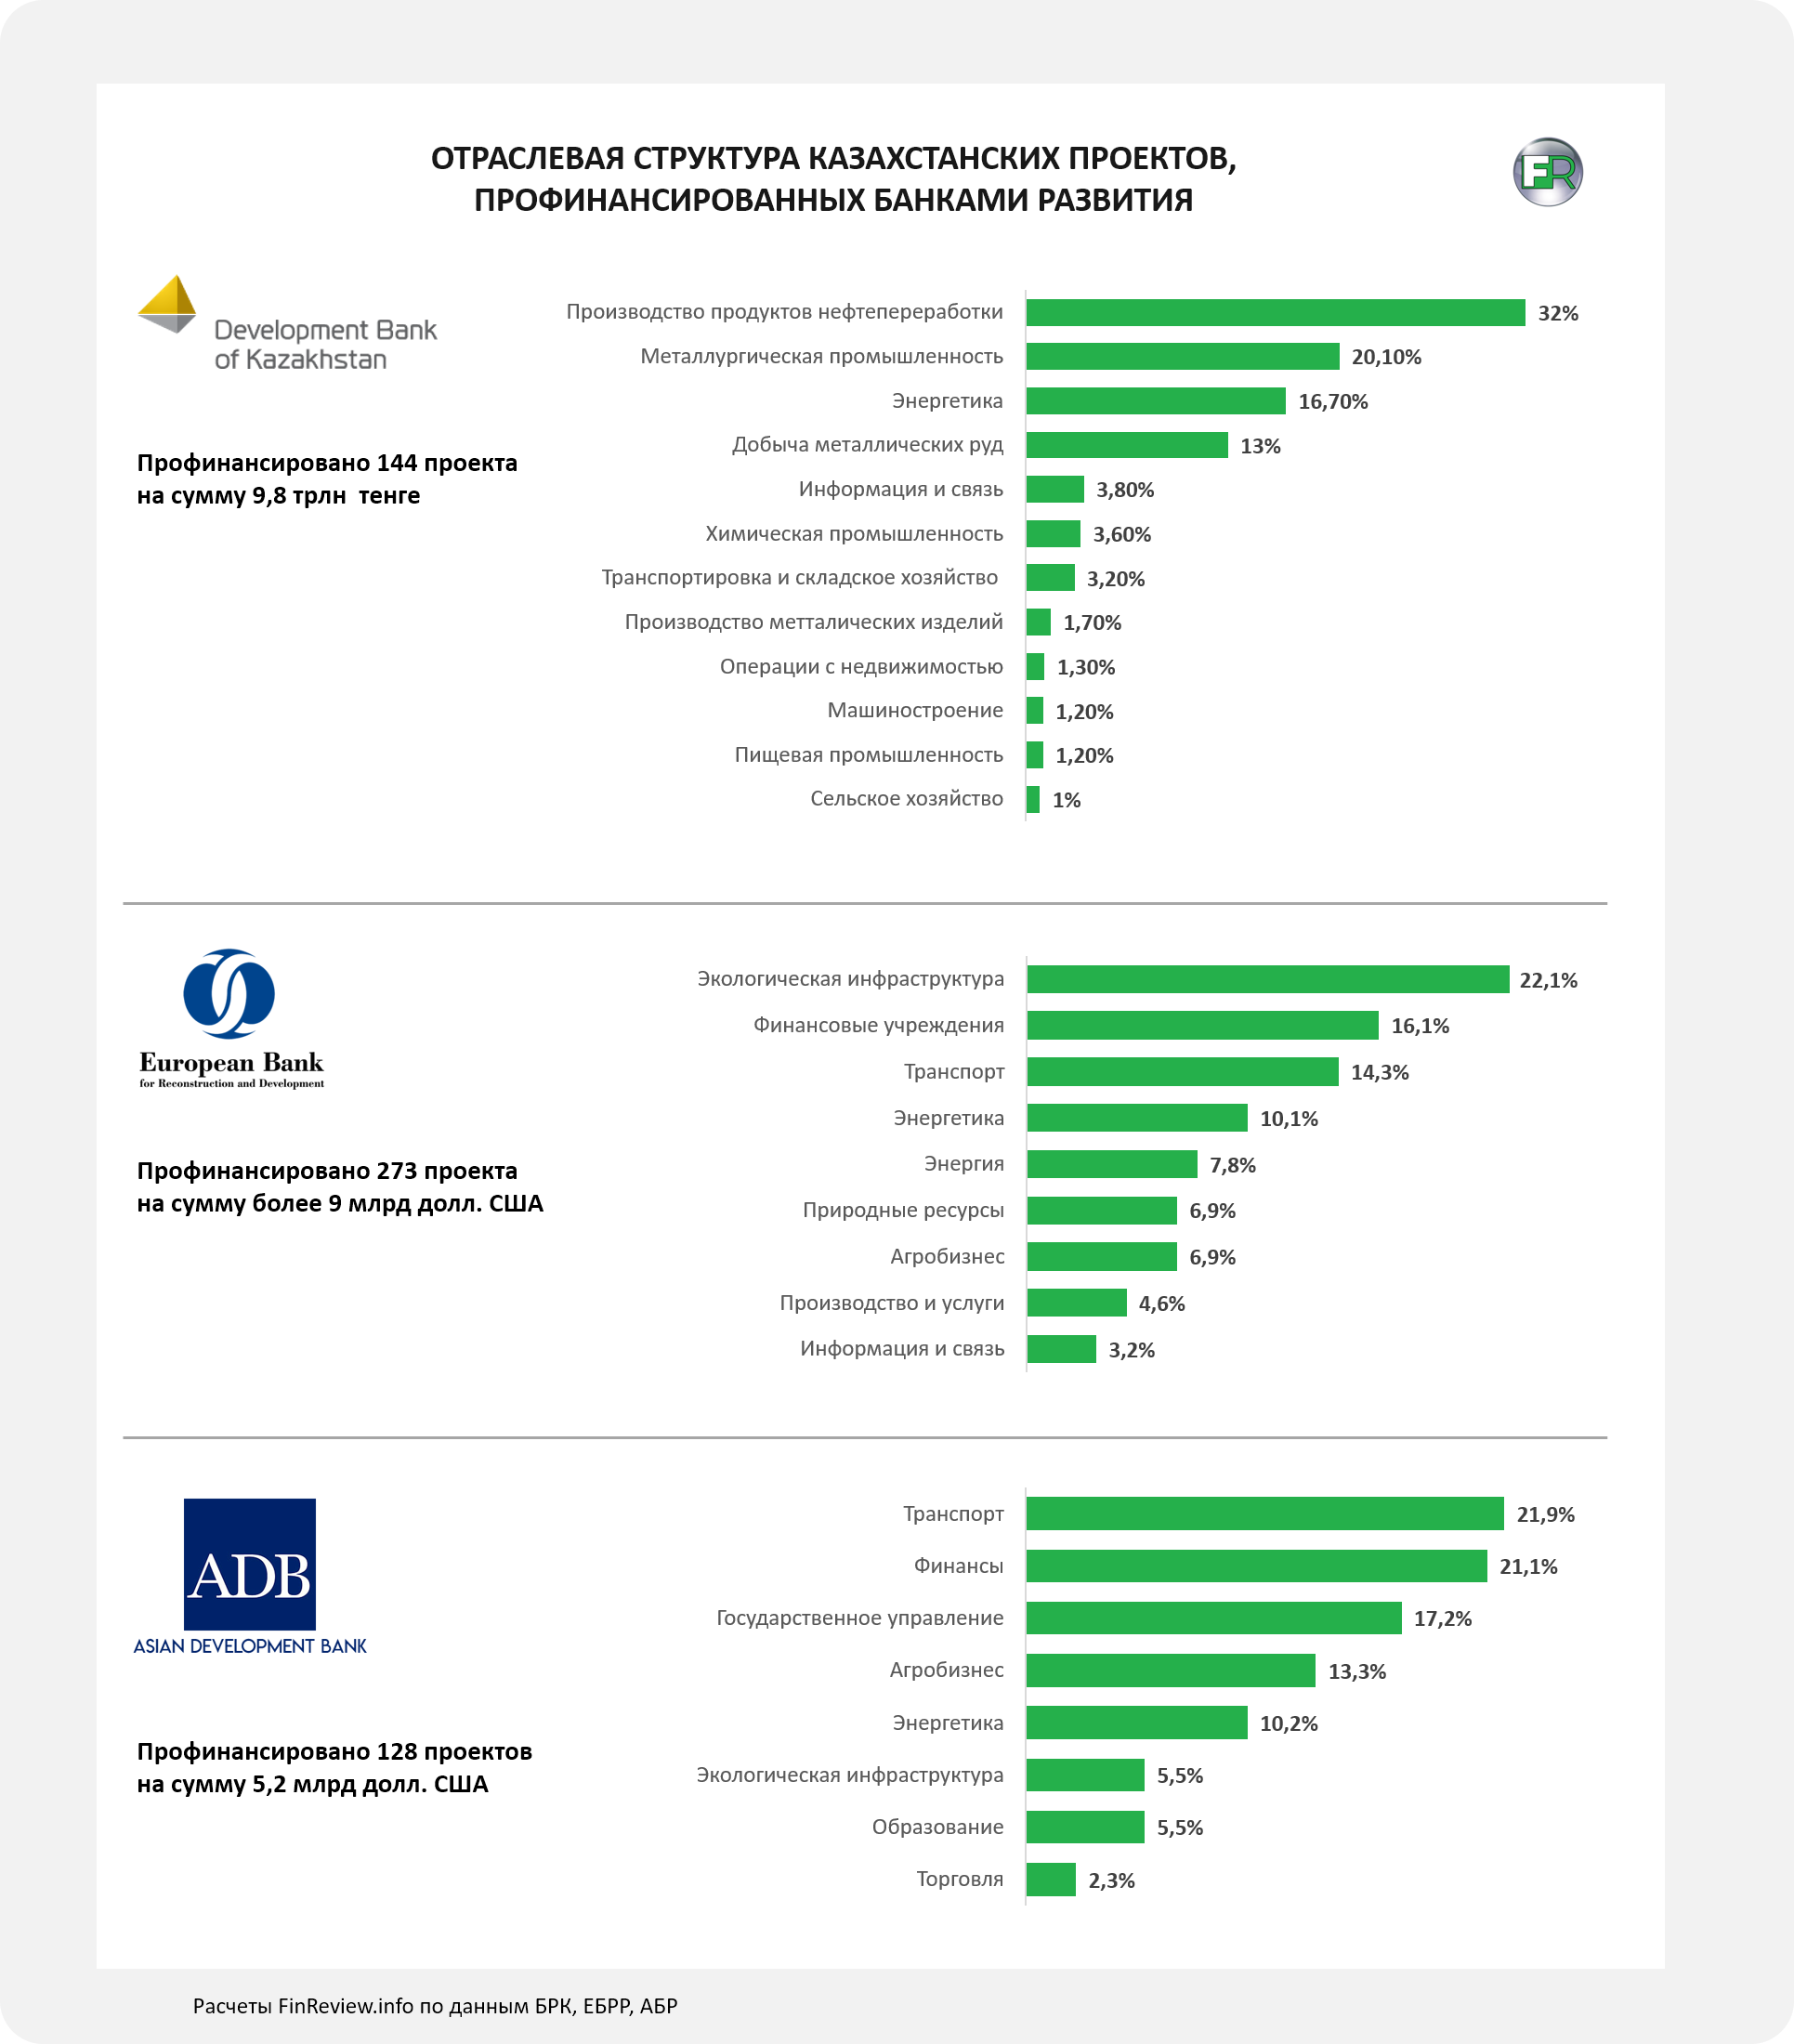 ОТРАСЛЕВАЯ СТРУКТУРА КАЗАХСТАНСКИХ ПРОЕКТОВ,
ПРОФИНАНСИРОВАННЫХ БАНКАМИ РАЗВИТИЯ
FR
Development Bank
of Kazakhstan
Профинансировано 144 проекта
на сумму 9,8 трлн  тенге
Производство продуктов нефтепереработки 32%
Металлургическая промышленность 20,10%
Энергетика 16,70%
Добыча металлических руд 13%
Информация и связь 3,80%
Химическая промышленность 3,60%
Транспортировка и складское хозяйство 3,20%
Производство метталических изделий 1,70%
Операции с недвижимостью 1,30%
Машиностроение 1,20%
Пищевая промышленность 1,20%
Сельское хозяйство 1%
European Bank
for Reconstruction and Development
Профинансировано 273 проекта
на сумму более 9 млрд долл. США
Экологическая инфраструктура 22,1%
Финансовые учреждения 16,1%
Транспорт 14,3%
Энергетика 10,1%
Энергия 7,8%
Природные ресурсы 6,9%
Агробизнес 6,9%
Производство и услуги 4,6%
Информация и связь 3,2%
ADB
ASIAN DEVELOPMENT BANK
Профинансировано 128 проектов
на сумму 5,2 млрд долл. США
Транспорт 21,9%
Финансы 21,1%
Государственное управление 17,2%
Агробизнес 13,3%
Энергетика 10,2%
Экологическая инфраструктура 5,5%
Образование 5,5%
Торговля 2,3%
Расчеты FinReview.info по данным БРК, ЕБРР, АБР